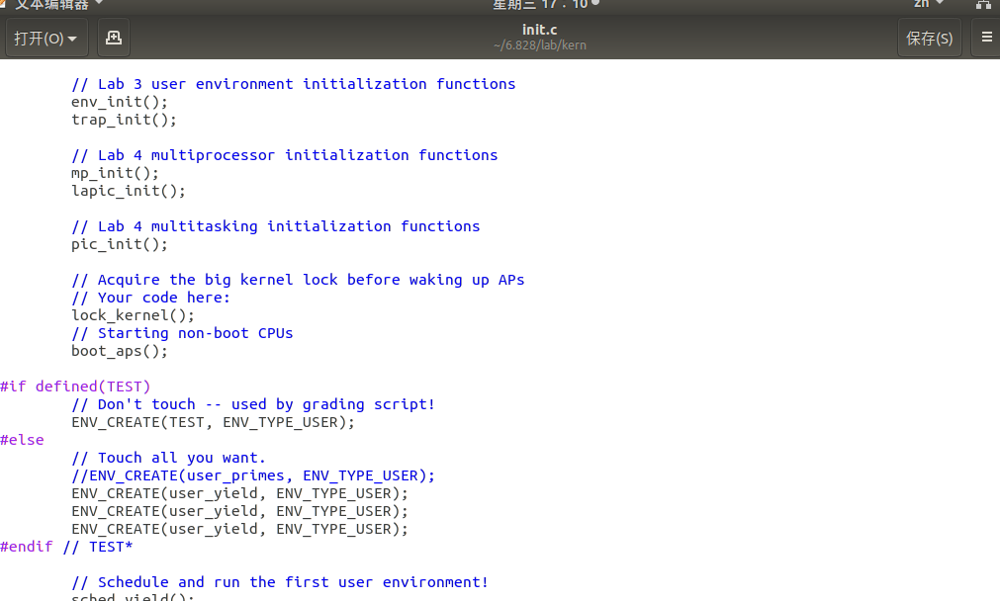 文本编辑器 星期三 17：10 zh
打开(O) init.c 保存(S)
~/6.828/lab/kern
// Lab 3 user environment initialization functions
env_init();
trap_init();
// Lab 4 multiprocessor initialization functions
mp_init();
lapic_init();
// Lab 4 multitasking initialization functions
pic_init();
// Acquire the big kernel lock before waking up APs
// Your code here:
lock_kernel();
// Starting non-boot CPUs
boot_aps();
#if defined(TEST)
// Don't touch -- used by grading script!
ENV_CREATE(TEST, ENV_TYPE_USER);
#else
// Touch all you want.
//ENV_CREATE(user_primes, ENV_TYPE_USER);
ENV_CREATE(user_yield, ENV_TYPE_USER);
ENV_CREATE(user_yield, ENV_TYPE_USER);
ENV_CREATE(user_yield, ENV_TYPE_USER);
#endif // TEST*
// Schedule and run the first user environment!
sched_yield();